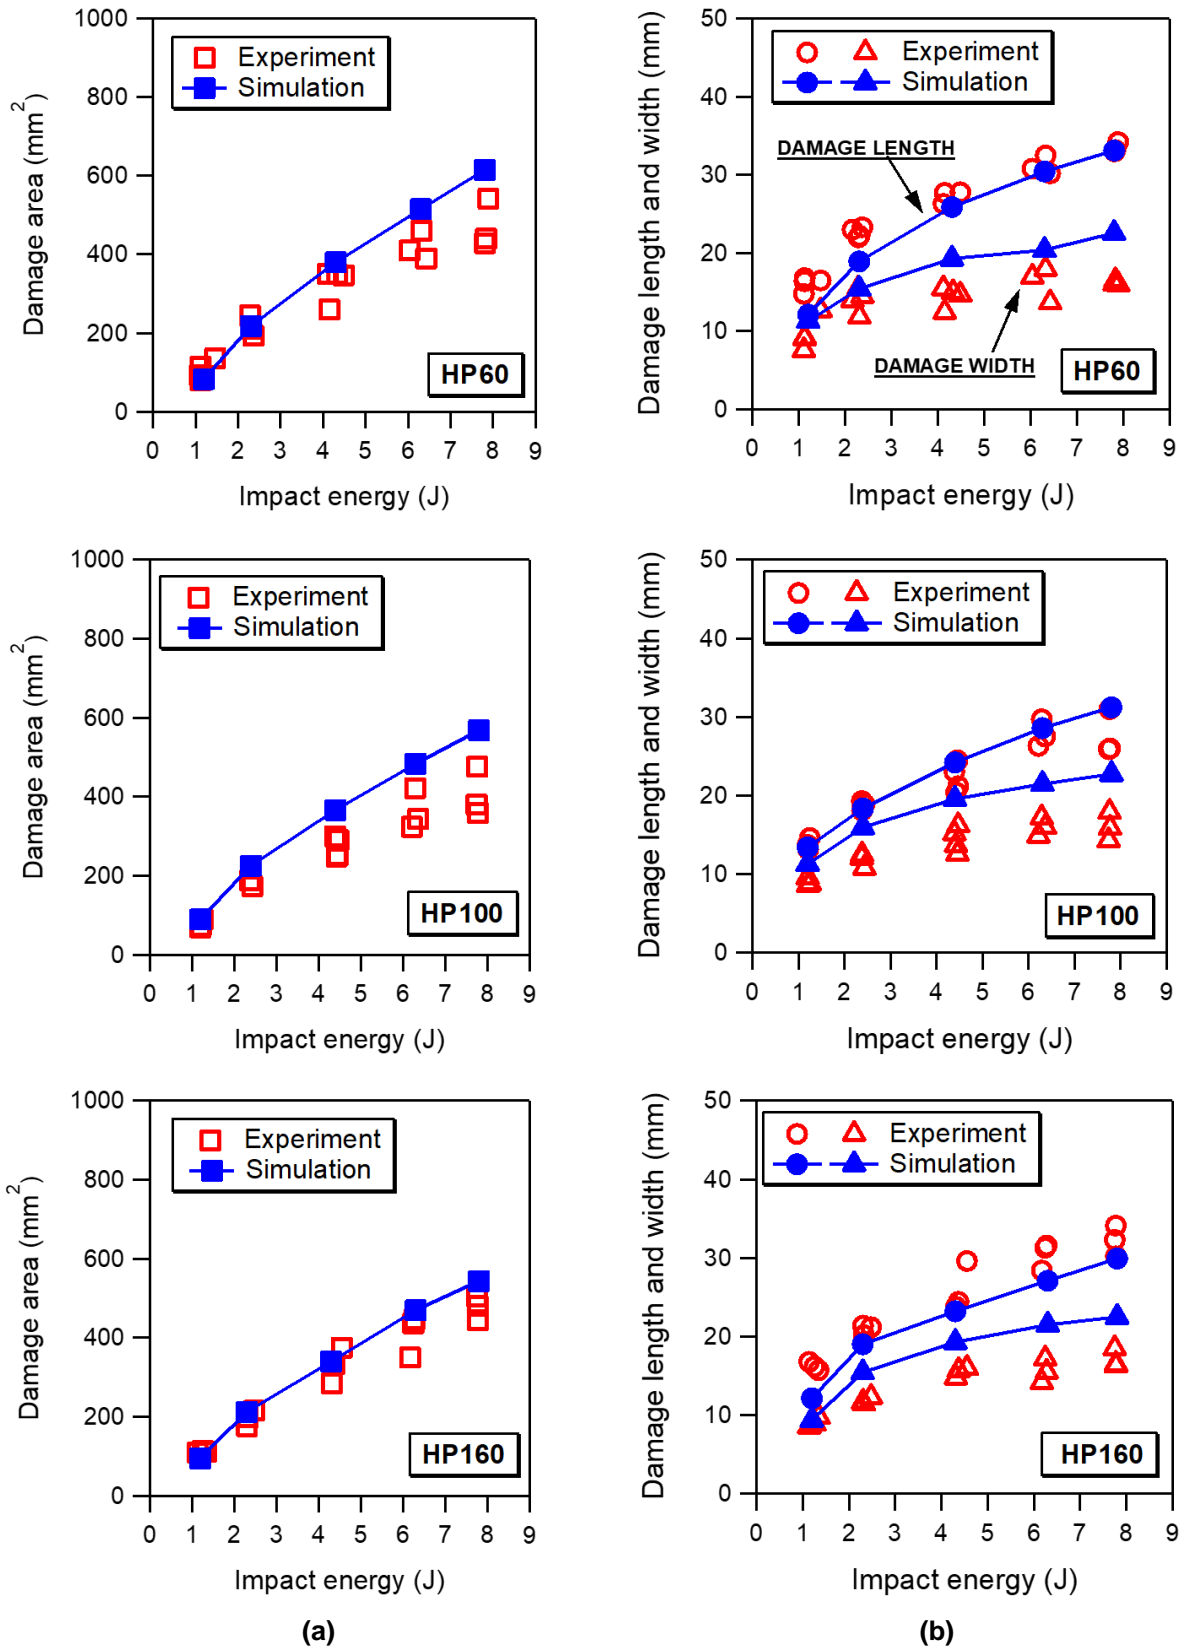 1000
800
600
400
200
0
Damage area (mm²)
Experiment
Simulation
HP60
0 1 2 3 4 5 6 7 8 9
Impact energy (J)
50
40
30
20
10
0
Damage length and width (mm)
Experiment
Simulation
DAMAGE LENGTH
DAMAGE WIDTH
HP60
0 1 2 3 4 5 6 7 8 9
Impact energy (J)
1000
800
600
400
200
0
Damage area (mm²)
Experiment
Simulation
HP100
0 1 2 3 4 5 6 7 8 9
Impact energy (J)
50
40
30
20
10
0
Damage length and width (mm)
Experiment
Simulation
HP100
0 1 2 3 4 5 6 7 8 9
Impact energy (J)
1000
800
600
400
200
0
Damage area (mm²)
Experiment
Simulation
HP160
0 1 2 3 4 5 6 7 8 9
Impact energy (J)
50
40
30
20
10
0
Damage length and width (mm)
Experiment
Simulation
HP160
0 1 2 3 4 5 6 7 8 9
Impact energy (J)
(a)
(b)